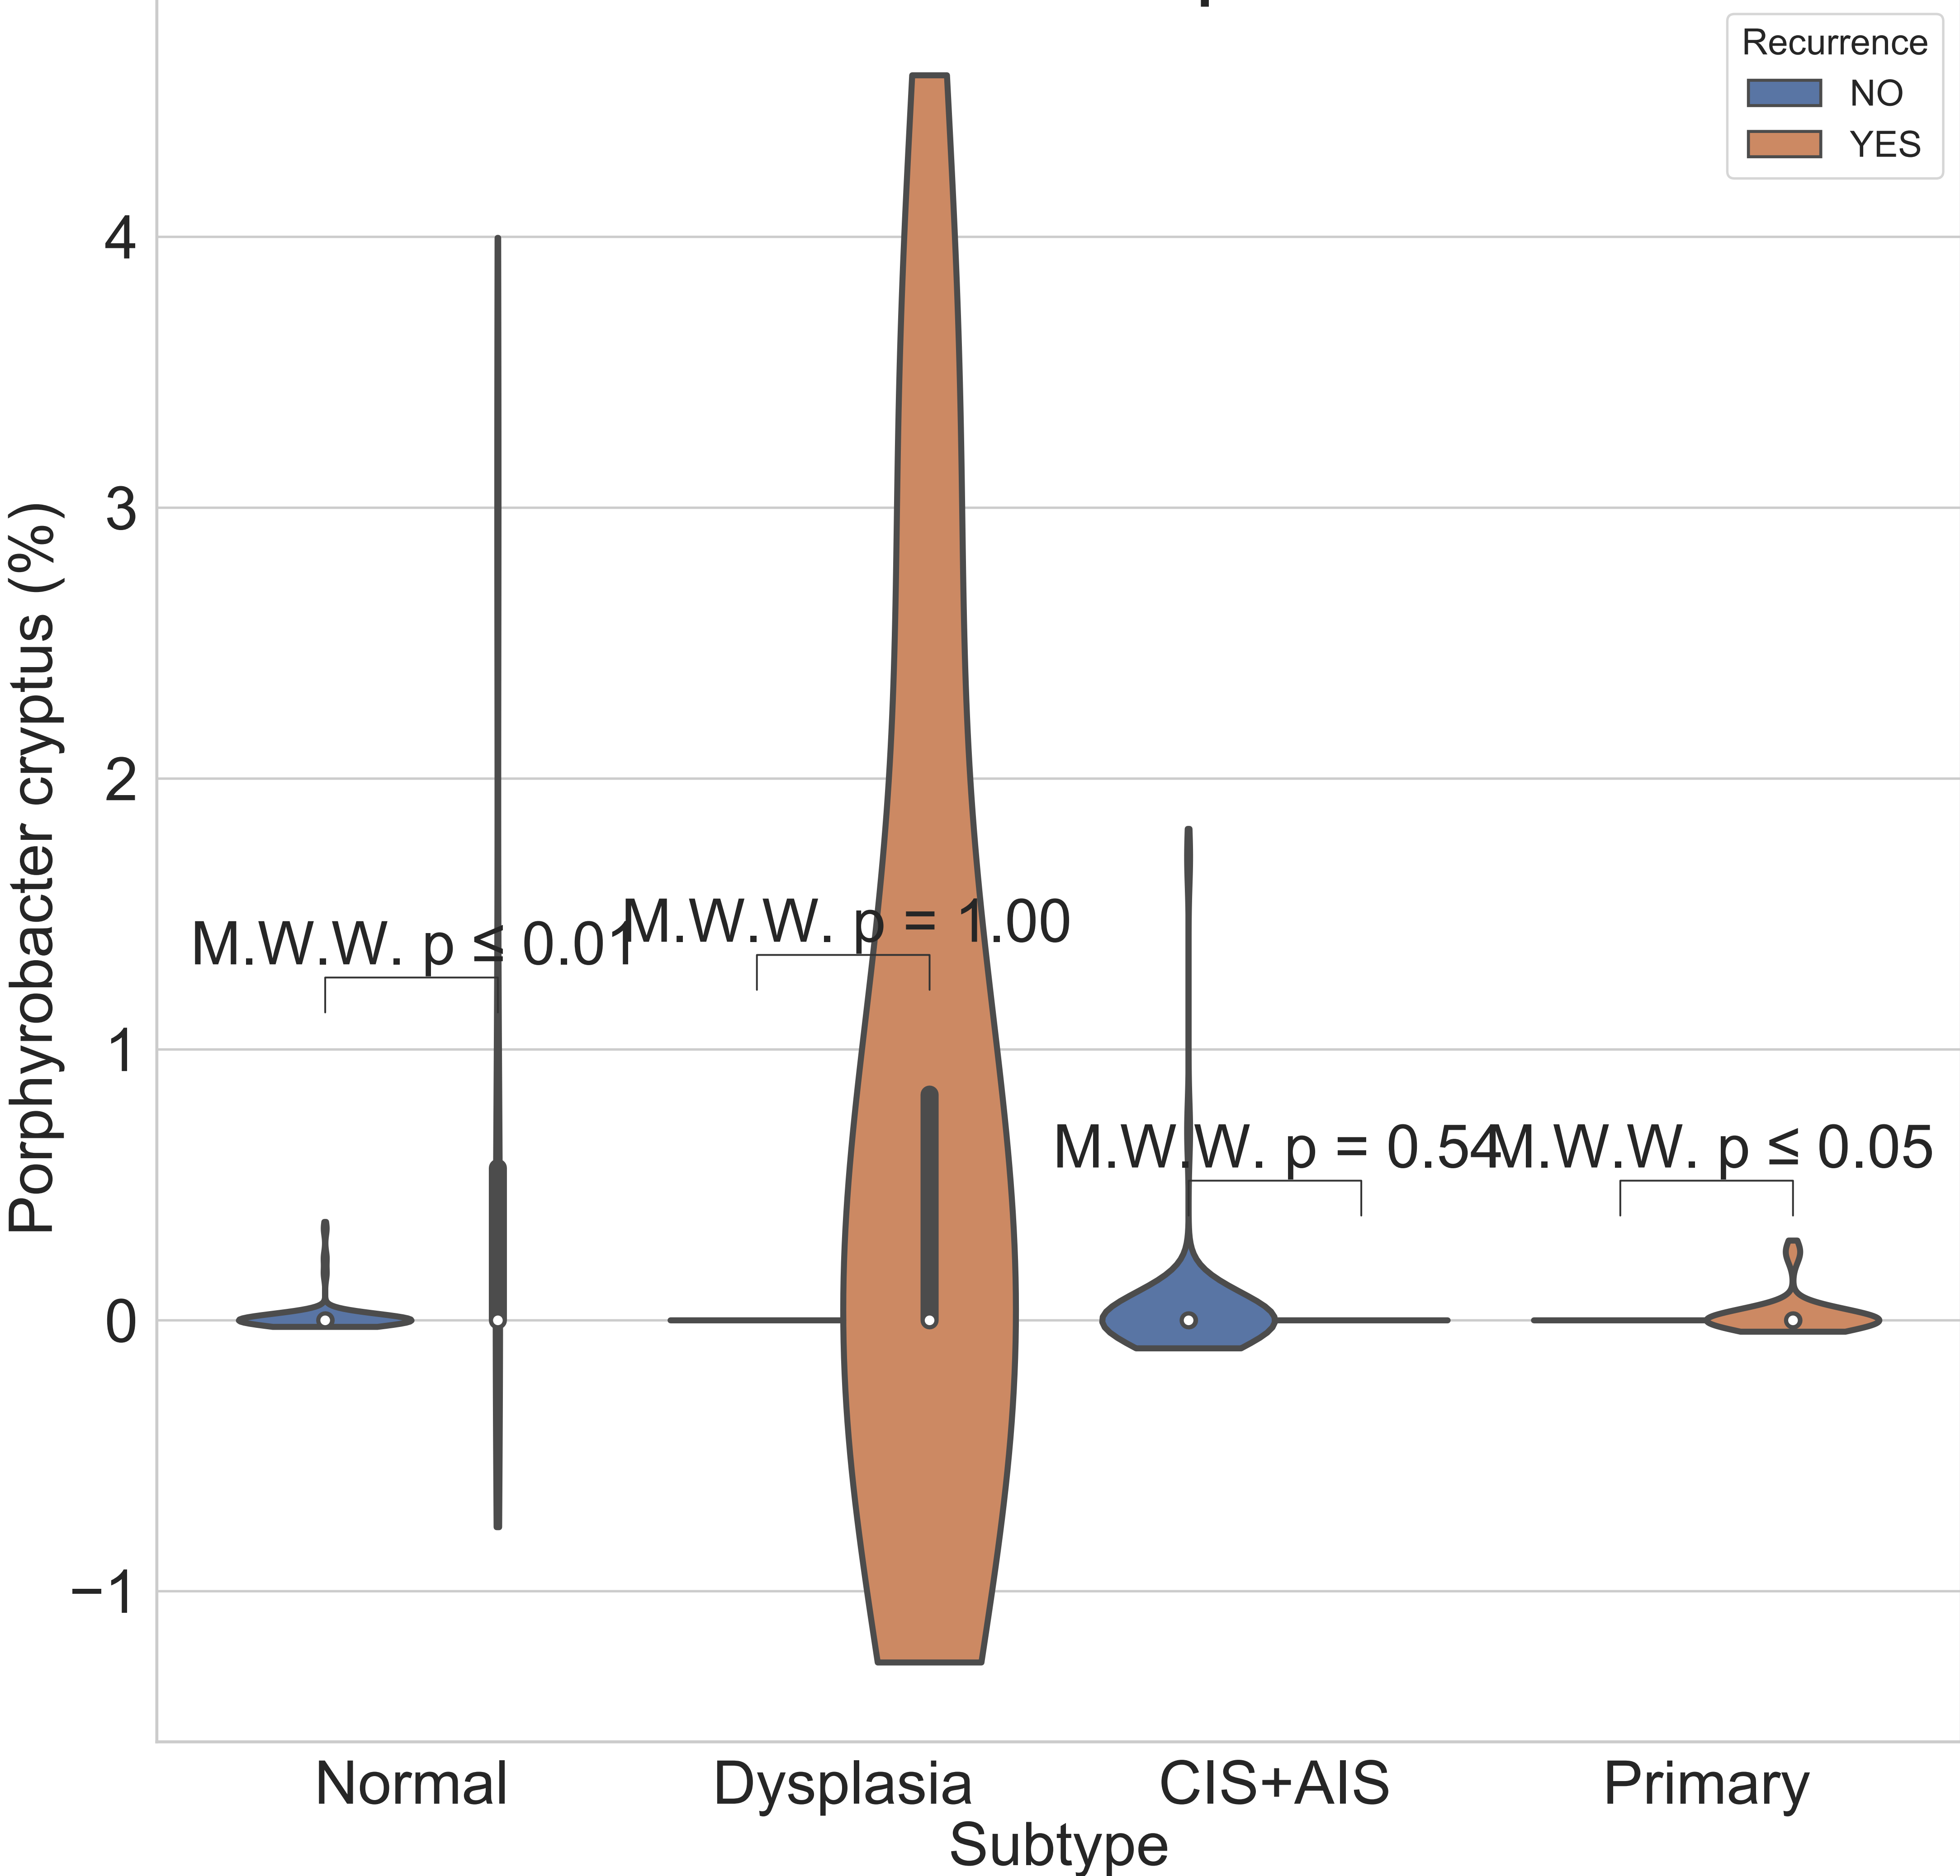 Recurrence
NO
YES
4
3
2
1
0
−1
Porphyrobacter cryptus (%)
M.W.W. p ≤ 0.01
M.W.W. p = 1.00
M.W.W. p = 0.54
M.W.W. p ≤ 0.05
Normal
Dysplasia
CIS+AIS
Primary
Subtype